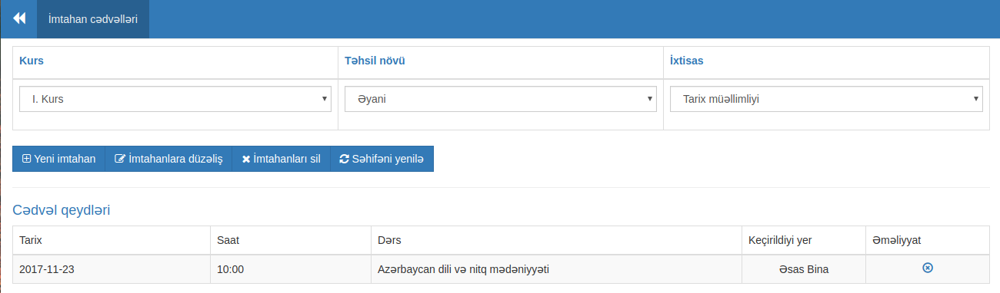 İmtahan cədvəlləri
Kurs Təhsil növü İxtisas
I. Kurs Əyani Tarix müəllimliyi
Yeni imtahan İmtahanlara düzəliş İmtahanları sil Səhifəni yenilə
Cədvəl qeydləri
Tarix Saat Dərs Keçirildiyi yer Əməliyyat
2017-11-23 10:00 Azərbaycan dili və nitq mədəniyyəti Əsas Bina